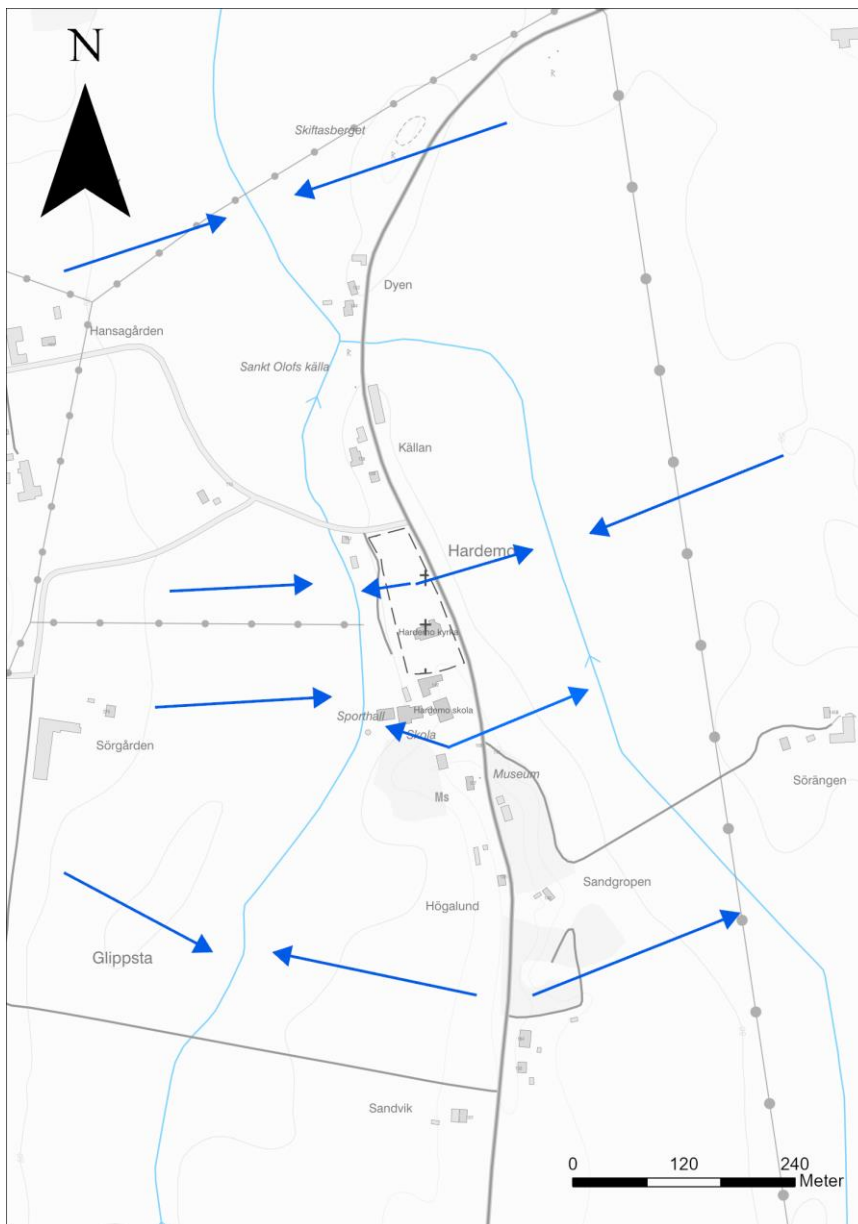 N
Skiftasberget
Dyen
Hansagården
Sankt Olofs källa
Källan
Hardemo
Hardemo kyrka
Sporthall
Hardemo skola
Skola
Sörgården
Museum
Sörängen
Ms
Sandgropen
Högalund
Glippsta
Sandvik
0 120 240
Meter